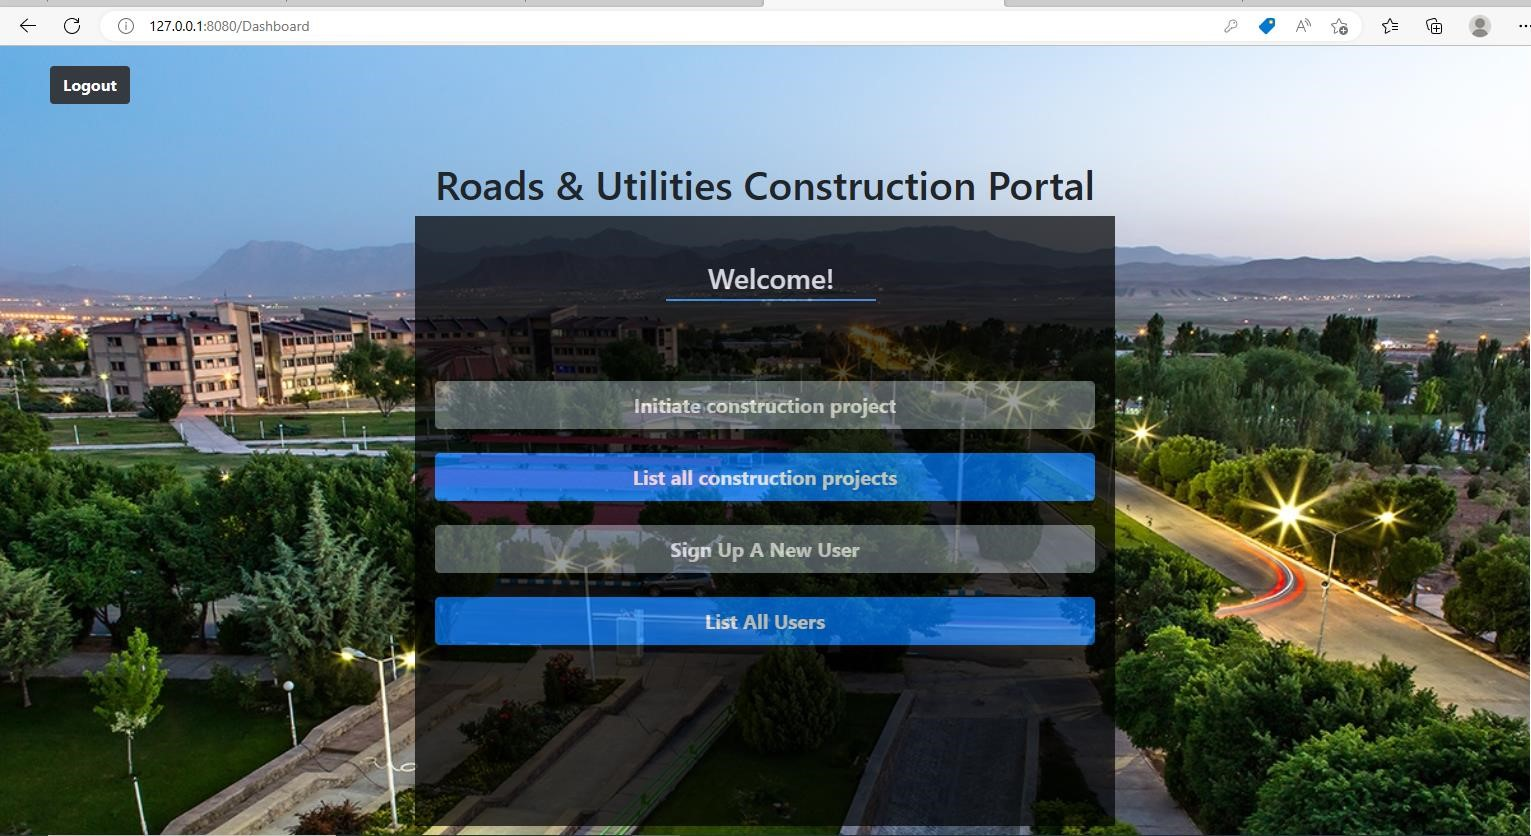 127.0.0.1:8080/Dashboard
Logout
Roads & Utilities Construction Portal
Welcome!
Initiate construction project
List all construction projects
Sign Up A New User
List All Users